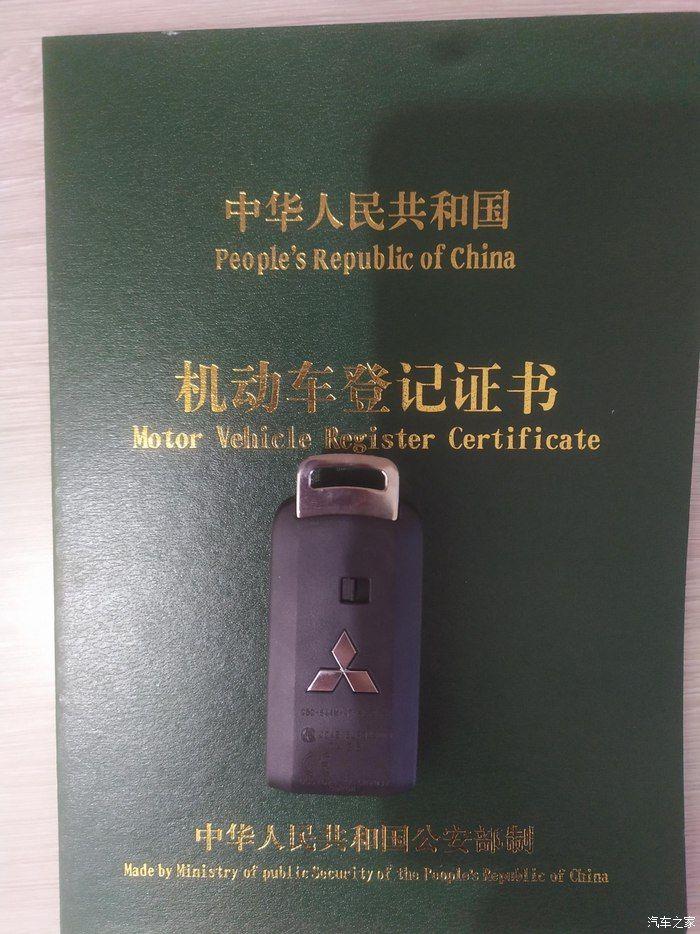 中华人民共和国
People's Republic of China
机动车登记证书
Motor Vehicle Register Certificate
中华人民共和国公安部制
Made by Ministry of public Security of the People's Republic of China
汽车之家